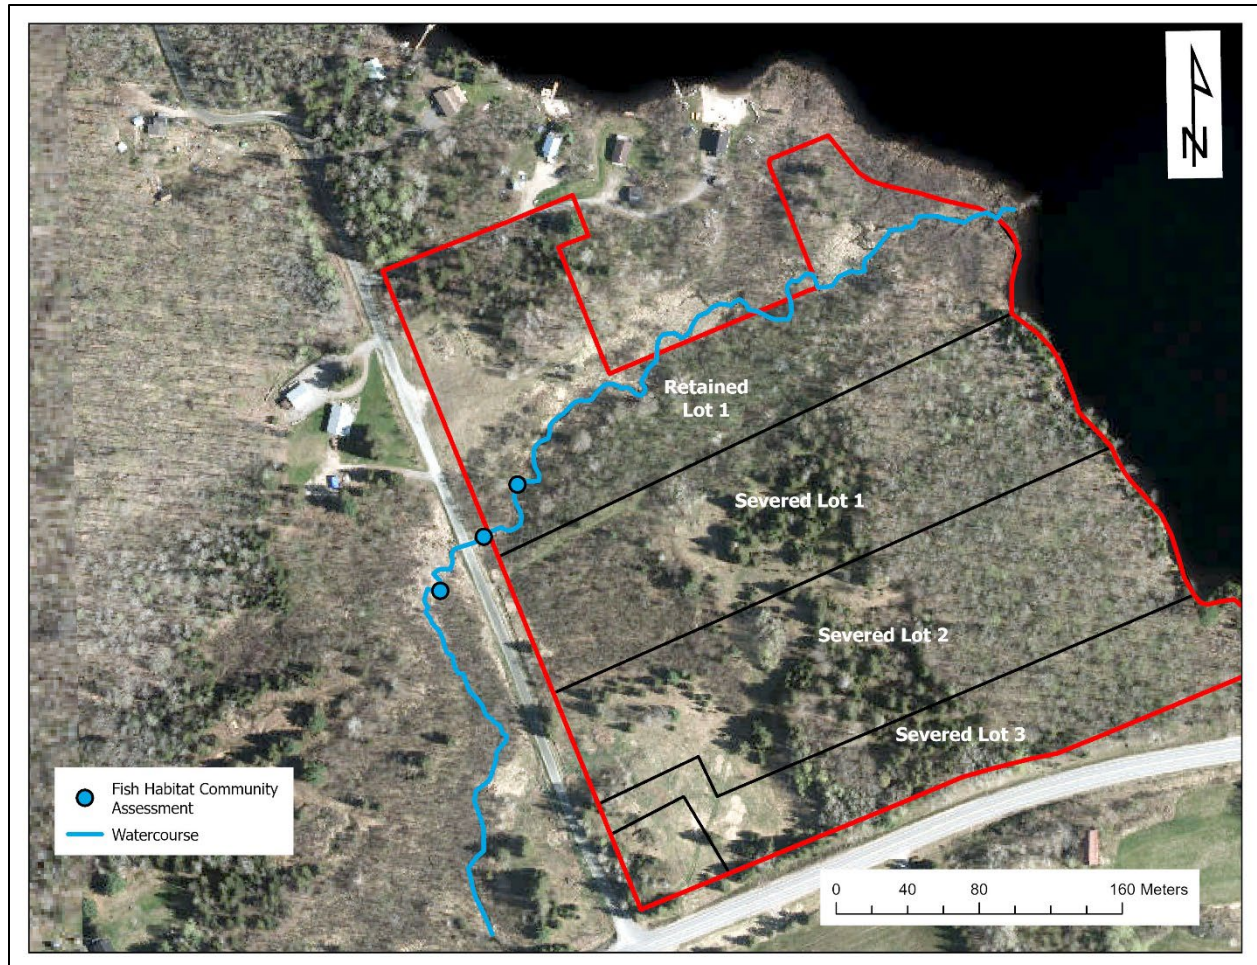 N
Retained
Lot 1
Severed Lot 1
Severed Lot 2
Severed Lot 3
Fish Habitat Community
Assessment
Watercourse
0 40 80 160 Meters